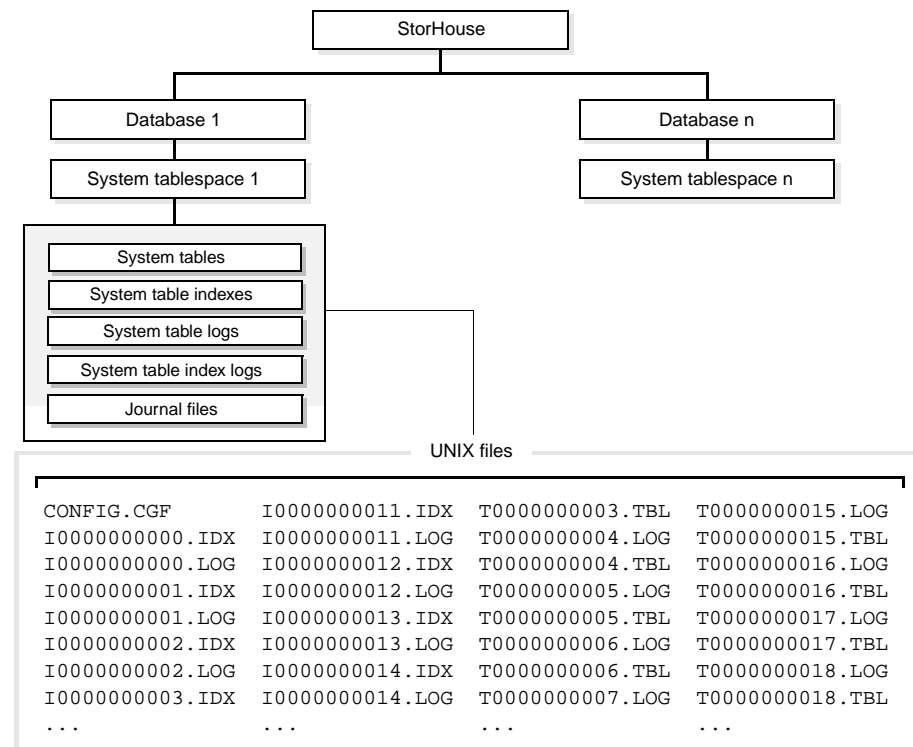 StorHouse
Database 1
Database n
System tablespace 1
System tablespace n
System tables
System table indexes
System table logs
System table index logs
Journal files
UNIX files
CONFIG.CGF I0000000011.IDX T0000000003.TBL T0000000015.LOG
I0000000000.IDX I0000000011.LOG T0000000004.LOG T0000000015.TBL
I0000000000.LOG I0000000012.IDX T0000000004.TBL T0000000016.LOG
I0000000001.IDX I0000000012.LOG T0000000005.LOG T0000000016.TBL
I0000000001.LOG I0000000013.IDX T0000000005.TBL T0000000017.LOG
I0000000002.IDX I0000000013.LOG T0000000006.LOG T0000000017.TBL
I0000000002.LOG I0000000014.IDX T0000000006.TBL T0000000018.LOG
I0000000003.IDX I0000000014.LOG T0000000007.LOG T0000000018.TBL
... ... ... ...